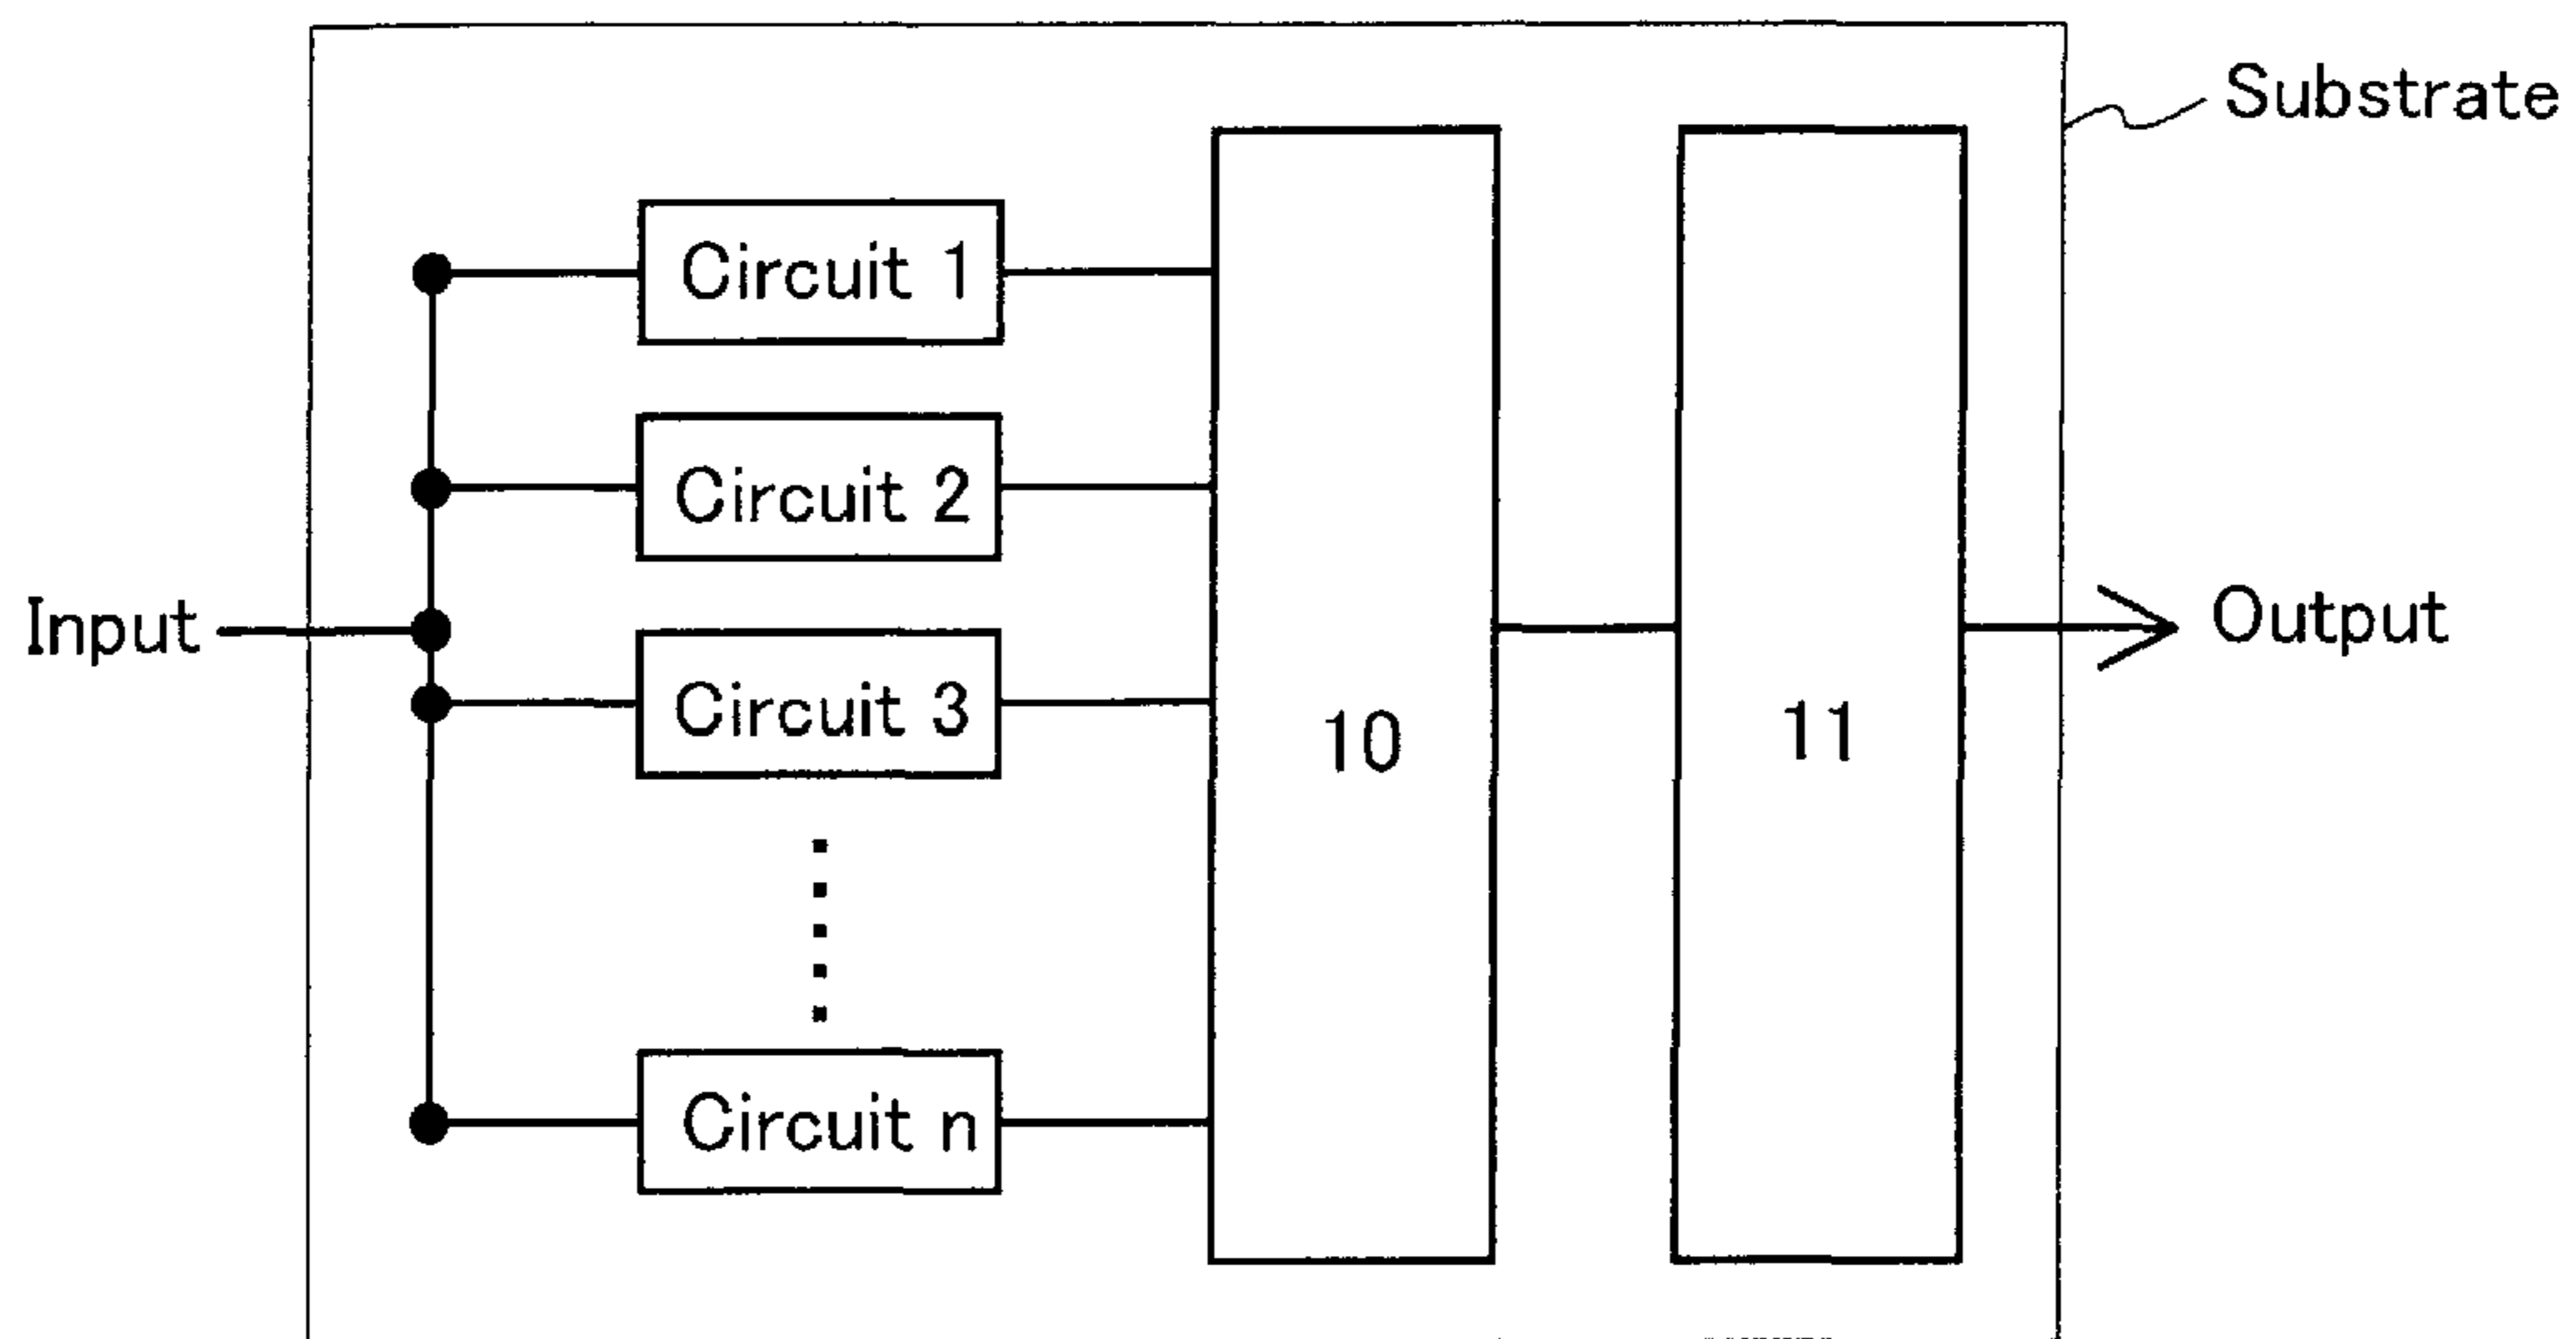 Substrate
Circuit 1
Circuit 2
Input
Output
Circuit 3
10
11
Circuit n